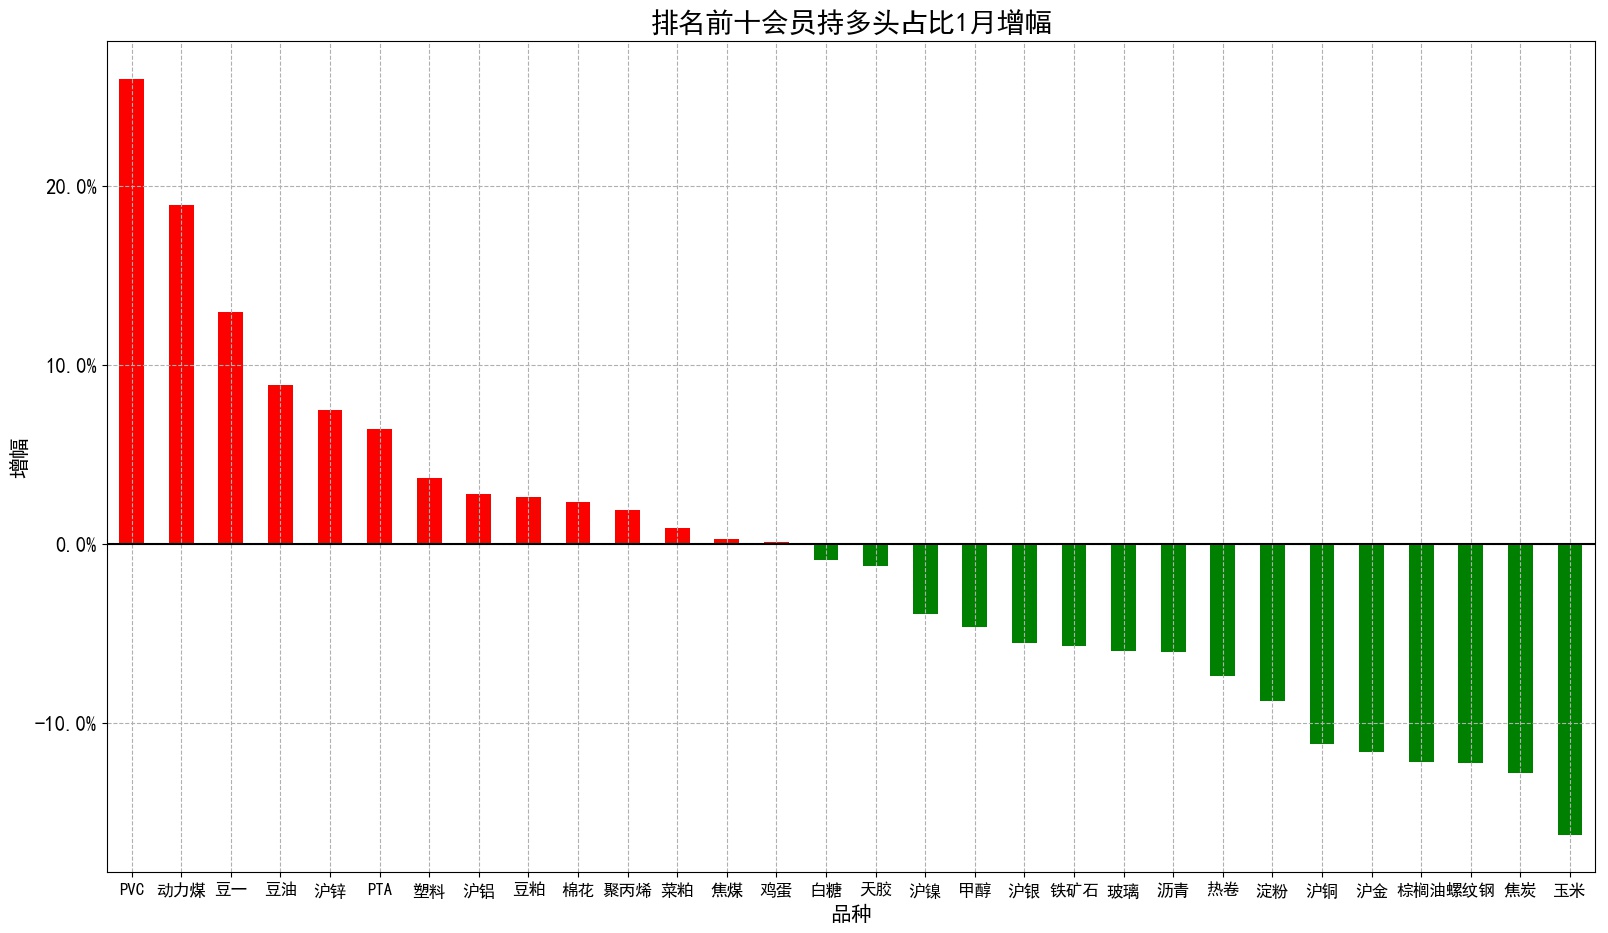 排名前十会员持多头占比1月增幅
20.0%
10.0%
0.0%
-10.0%
增幅
PVC 动力煤 豆一 豆油 沪锌 PTA 塑料 沪铝 豆粕 棉花 聚丙烯 菜粕 焦煤 鸡蛋 白糖 天胶 沪镍 甲醇 沪银 铁矿石 玻璃 沥青 热卷 淀粉 沪铜 沪金 棕榈油 螺纹钢 焦炭 玉米
品种